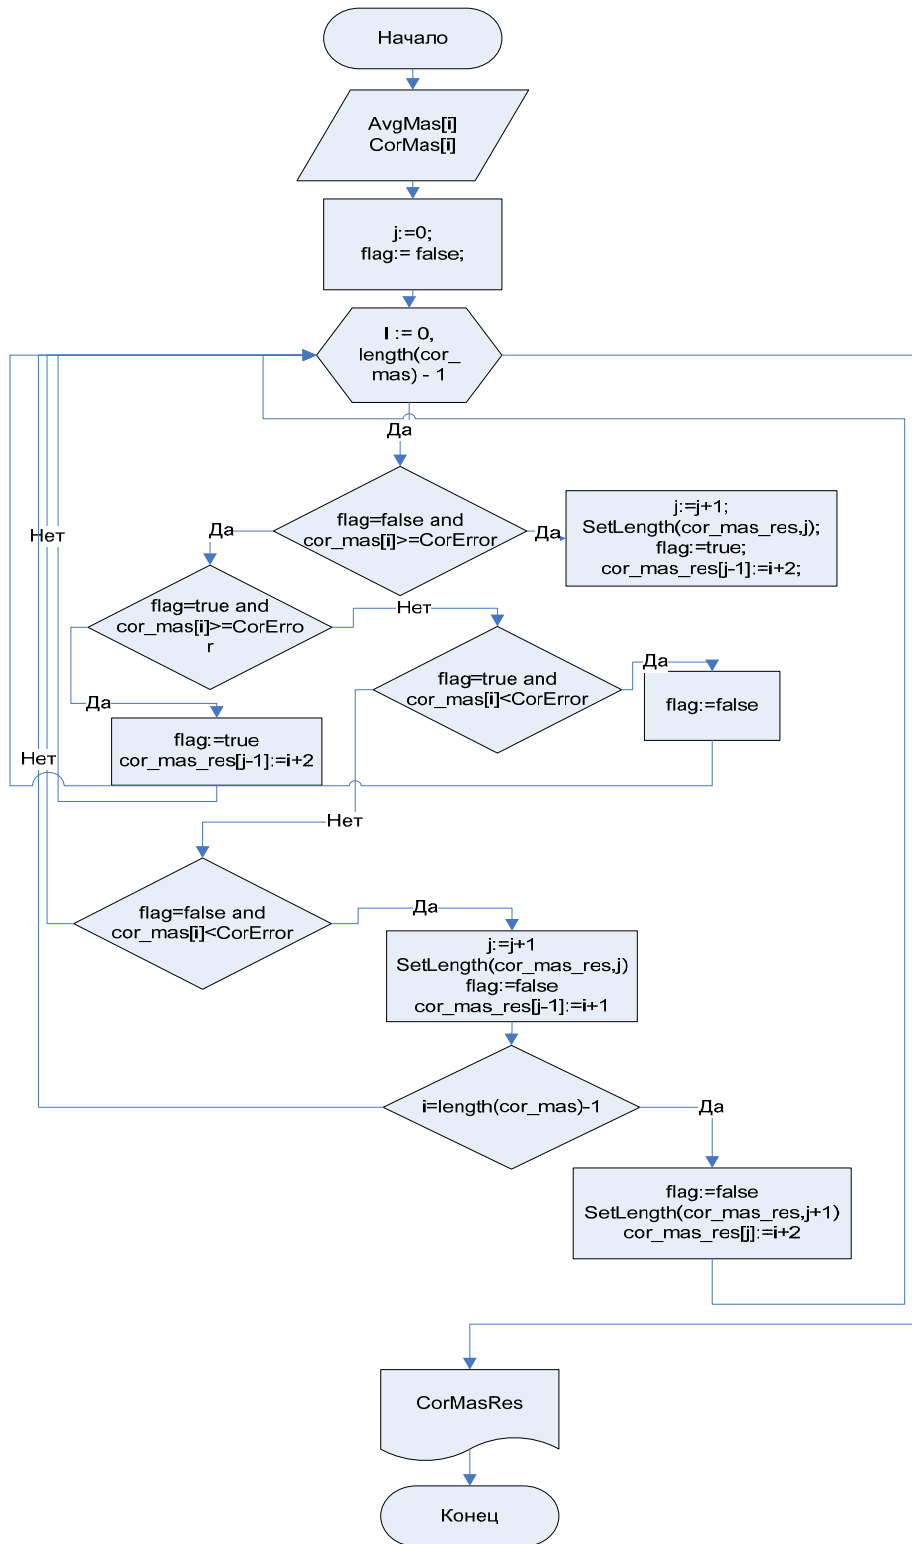 Начало
AvgMas[i]
CorMas[i]
j:=0;
flag:= false;
I := 0,
length(cor_
mas) - 1
Да
flag=false and
cor_mas[i]>=CorError
Да
Да
j:=j+1;
SetLength(cor_mas_res,j);
flag:=true;
cor_mas_res[j-1]:=i+2;
Нет
flag=true and
cor_mas[i]>=CorErro
r
Нет
flag=true and
cor_mas[i]<CorError
Да
flag:=false
Да
flag:=true
cor_mas_res[j-1]:=i+2
Нет
Нет
flag=false and
cor_mas[i]<CorError
Да
j:=j+1
SetLength(cor_mas_res,j)
flag:=false
cor_mas_res[j-1]:=i+1
i=length(cor_mas)-1
Да
flag:=false
SetLength(cor_mas_res,j+1)
cor_mas_res[j]:=i+2
CorMasRes
Конец